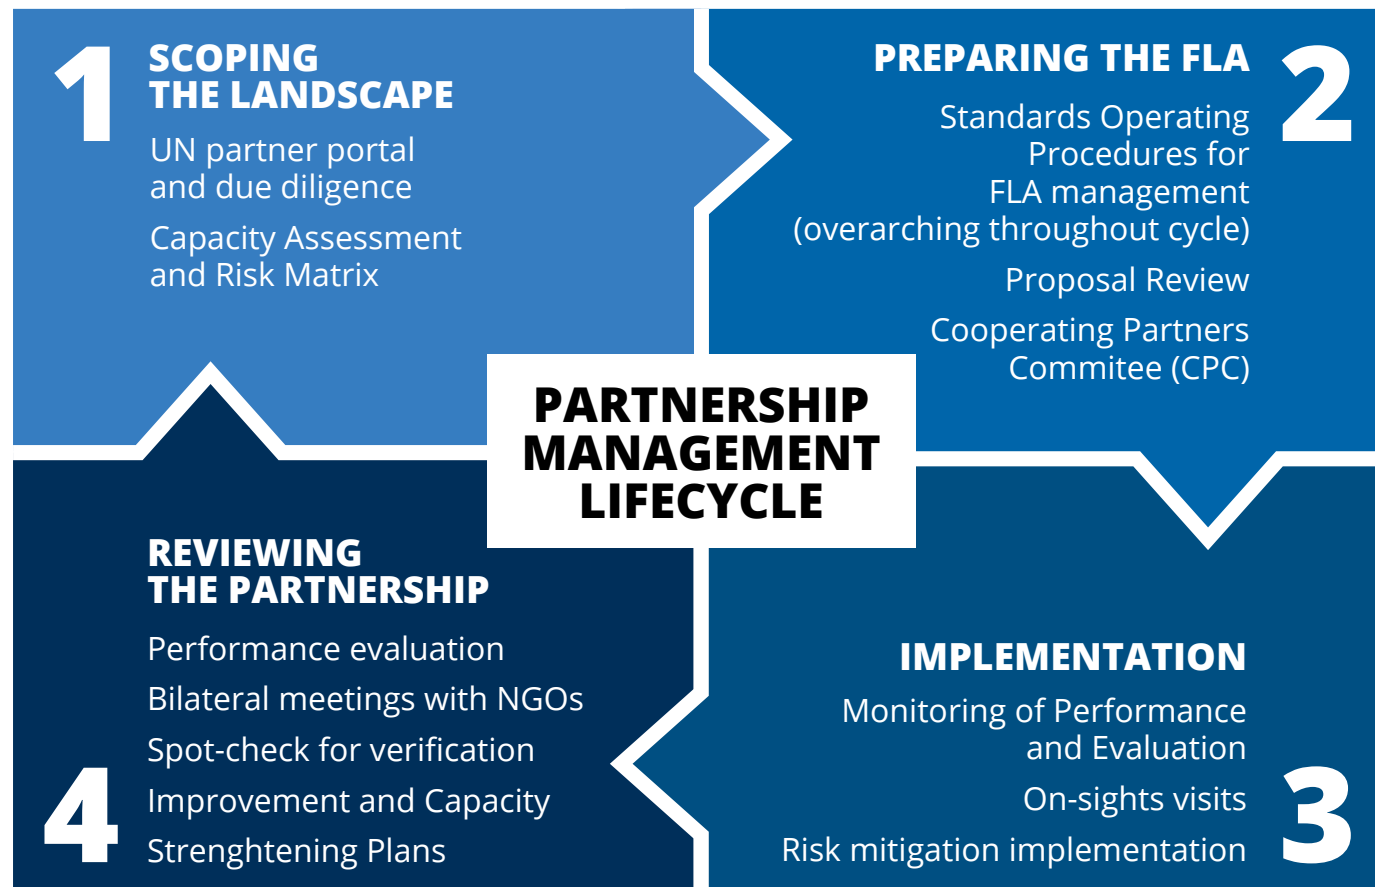 1
SCOPING
THE LANDSCAPE
UN partner portal
and due diligence
Capacity Assessment
and Risk Matrix
PREPARING THE FLA
2
Standards Operating
Procedures for
FLA management
(overarching throughout cycle)
Proposal Review
Cooperating Partners
Commitee (CPC)
PARTNERSHIP
MANAGEMENT
LIFECYCLE
IMPLEMENTATION
Monitoring of Performance
and Evaluation
On-sights visits
Risk mitigation implementation
3
REVIEWING
THE PARTNERSHIP
Performance evaluation
Bilateral meetings with NGOs
Spot-check for verification
Improvement and Capacity
Strenghtening Plans
4